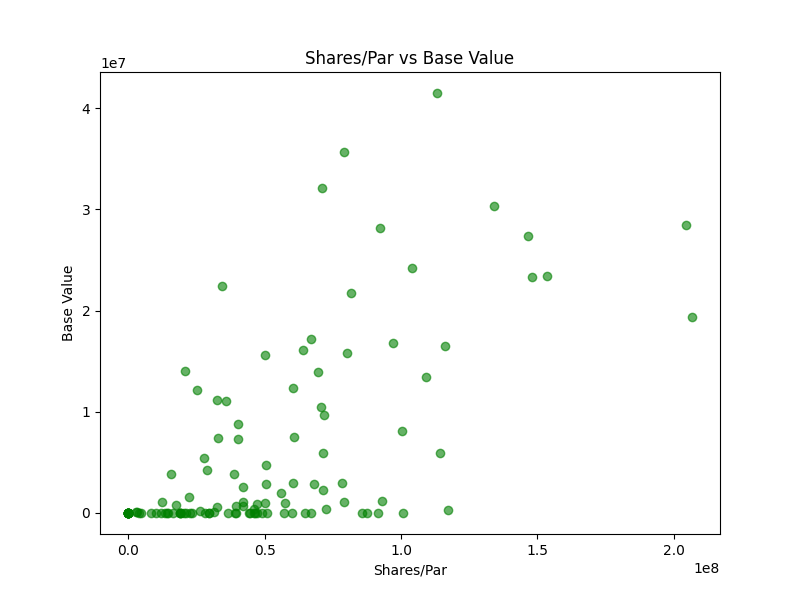 Shares/Par vs Base Value
1e7
4
3
2
1
0
Base Value
0.0 0.5 1.0 1.5 2.0
1e8
Shares/Par